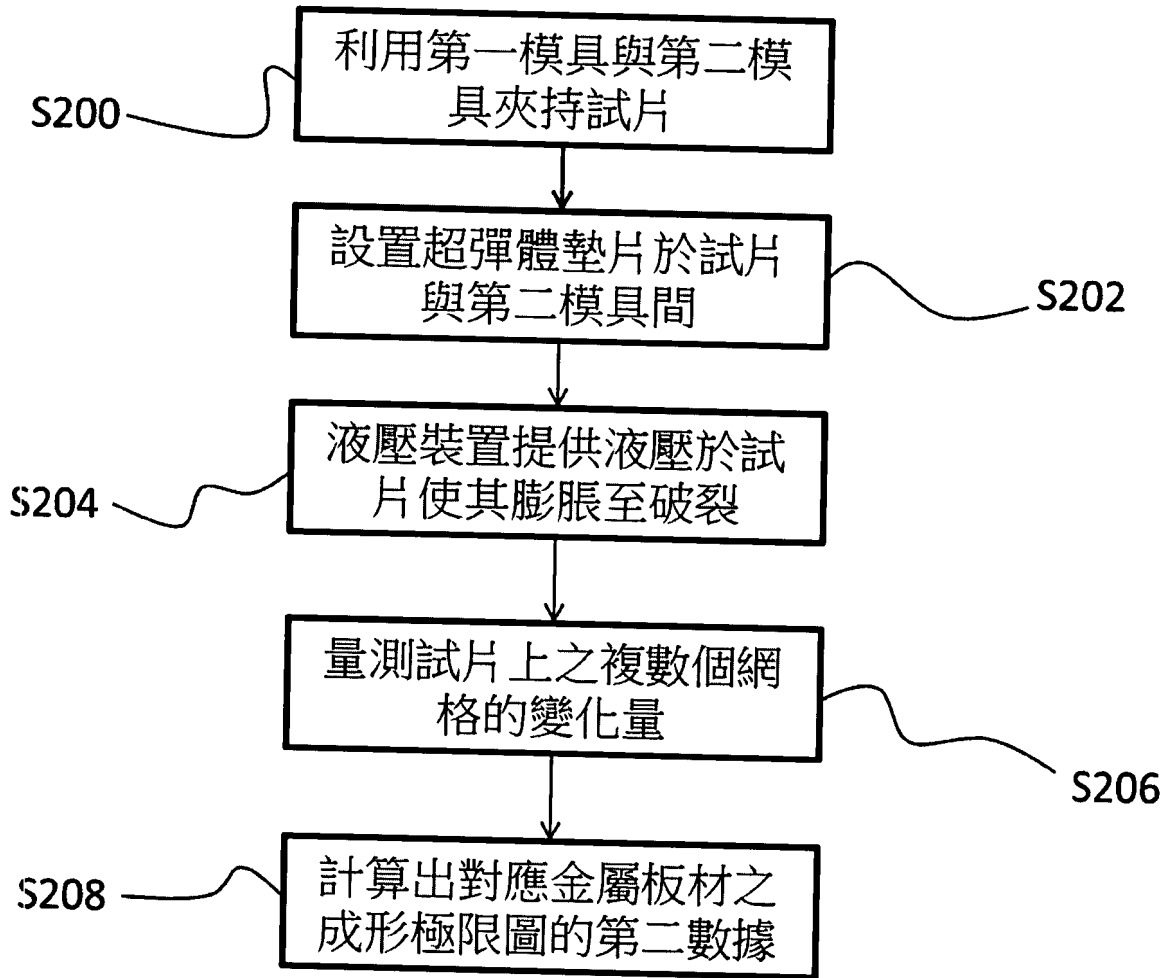 利用第一模具與第二模
具夾持試片
S200
設置超彈體墊片於試片
與第二模具間
S202
液壓裝置提供液壓於試
片使其膨脹至破裂
S204
量測試片上之複數個網
格的變化量
S206
計算出對應金屬板材之
成形極限圖的第二數據
S208